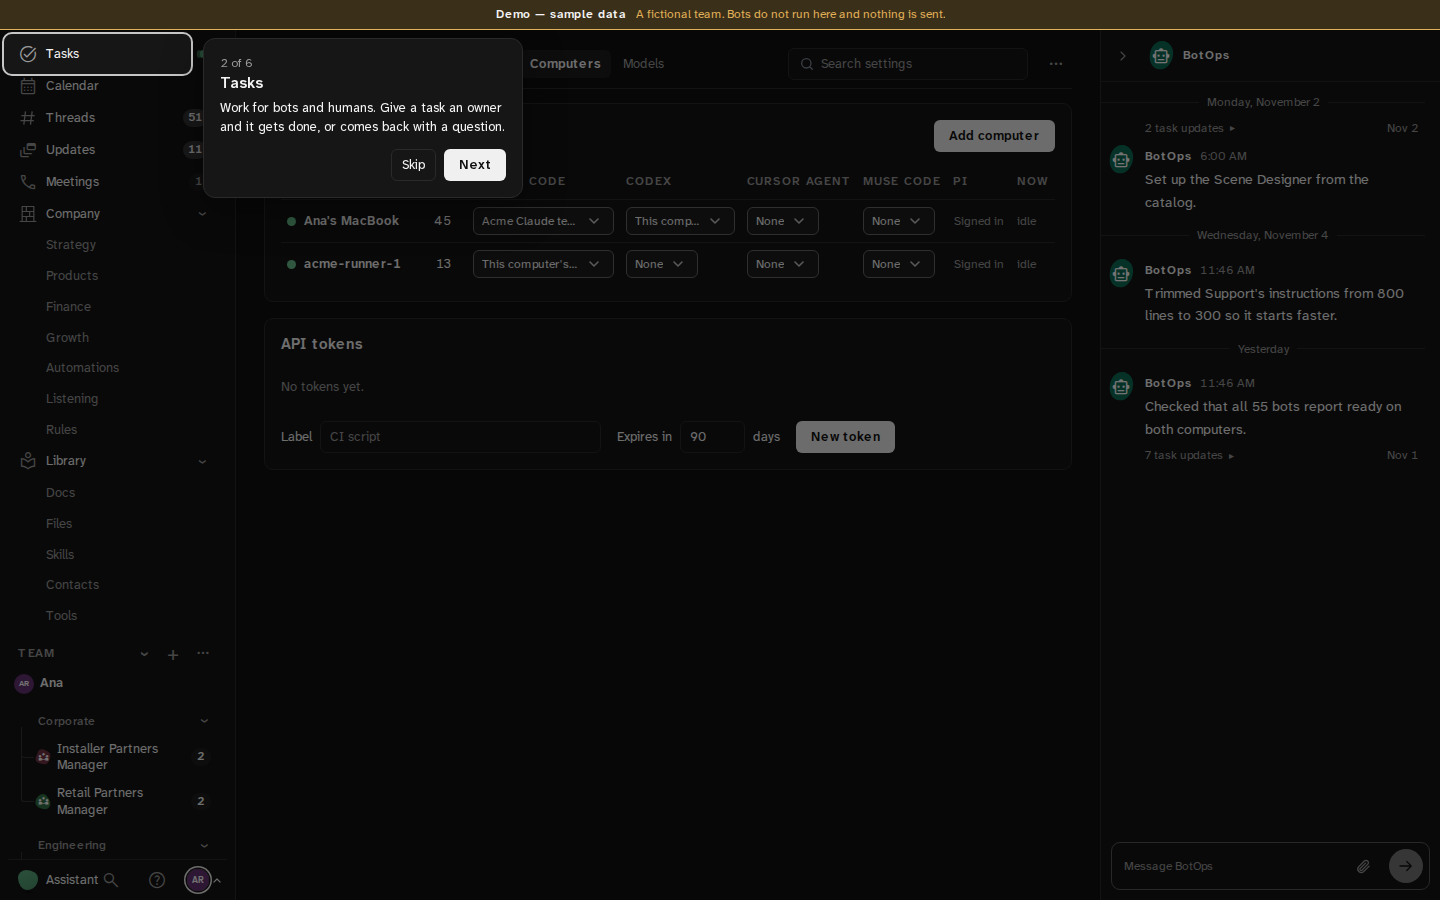 Demo — sample data A fictional team. Bots do not run here and nothing is sent.
Tasks
Calendar
Threads 51
Updates 11
Meetings 1
Company
Strategy
Products
Finance
Growth
Automations
Listening
Rules
Library
Docs
Files
Skills
Contacts
Tools
TEAM
AR Ana
Corporate
Installer Partners
Manager
2
Retail Partners
Manager
2
Engineering
Assistant
AR
2 of 6
Tasks
Work for bots and humans. Give a task an owner
and it gets done, or comes back with a question.
Skip Next
Computers Models Search settings
Add computer
CODE CODEX CURSOR AGENT MUSE CODE PI NOW
Ana's MacBook 45 Acme Claude te... This comp... None None Signed in idle
acme-runner-1 13 This computer's... None None None Signed in idle
API tokens
No tokens yet.
Label CI script Expires in 90 days New token
BotOps
Monday, November 2
2 task updates Nov 2
BotOps 6:00 AM
Set up the Scene Designer from the
catalog.
Wednesday, November 4
BotOps 11:46 AM
Trimmed Support's instructions from 800
lines to 300 so it starts faster.
Yesterday
BotOps 11:46 AM
Checked that all 55 bots report ready on
both computers.
7 task updates Nov 1
Message BotOps